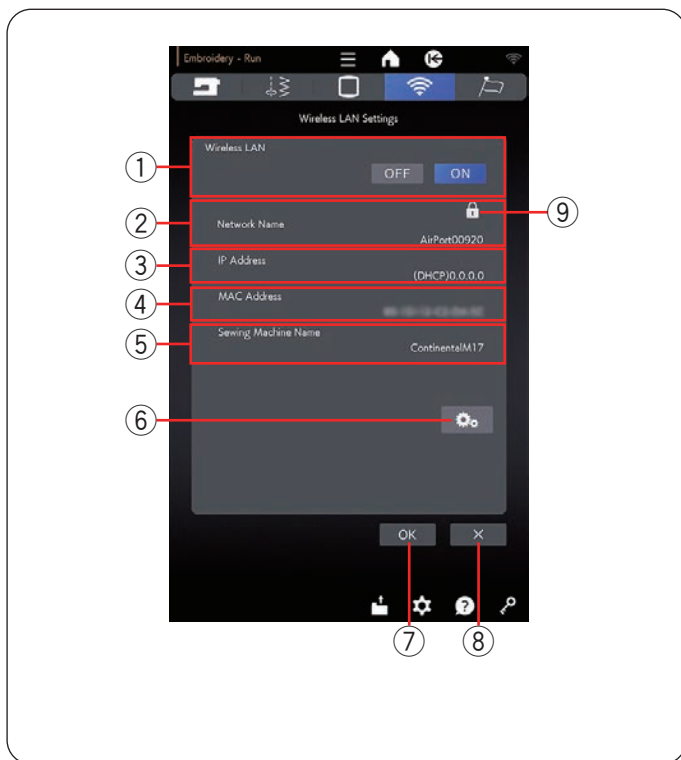 Embroidery - Run
Wireless LAN Settings
① Wireless LAN
OFF ON
② Network Name ⑨
AirPort00920
③ IP Address
(DHCP)0.0.0.0
④ MAC Address
⑤ Sewing Machine Name
ContinentalM17
⑥
OK ×
?
⑦ ⑧